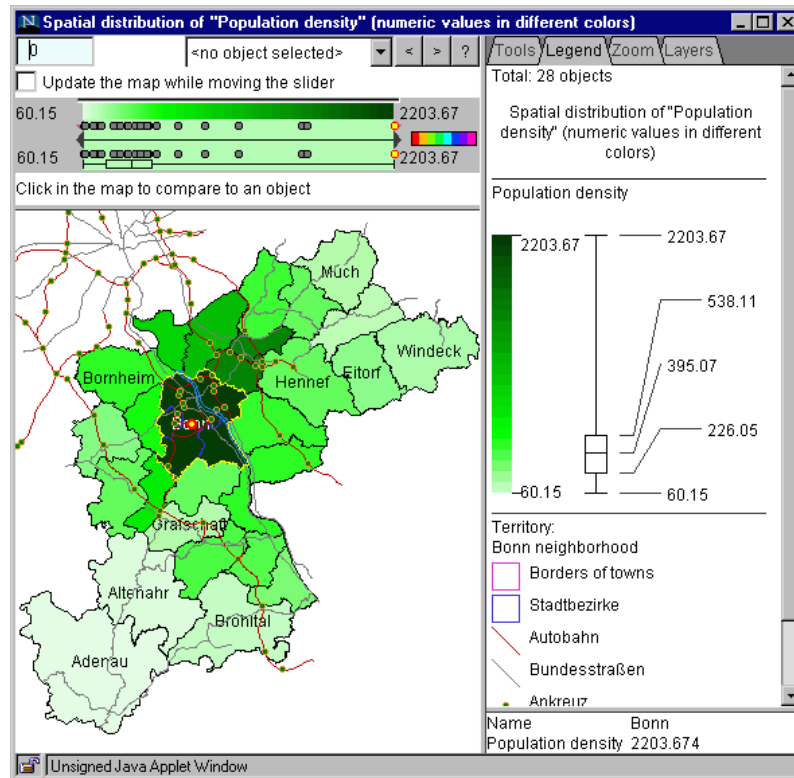 Spatial distribution of "Population density" (numeric values in different colors)
0
<no object selected>
<
>
?
Update the map while moving the slider
60.15
2203.67
60.15
2203.67
Click in the map to compare to an object
Much
Windeck
Eitorf
Hennef
Bornheim
Bonn
Grafschaft
Altenahr
Bröhltal
Adenau
Tools
Legend
Zoom
Layers
Total: 28 objects
Spatial distribution of "Population
density" (numeric values in different
colors)
Population density
2203.67
2203.67
538.11
395.07
226.05
60.15
60.15
Territory:
Bonn neighborhood
Borders of towns
Stadtbezirke
Autobahn
Bundesstraßen
Ankreuz
Name Bonn
Population density 2203.674
Unsigned Java Applet Window